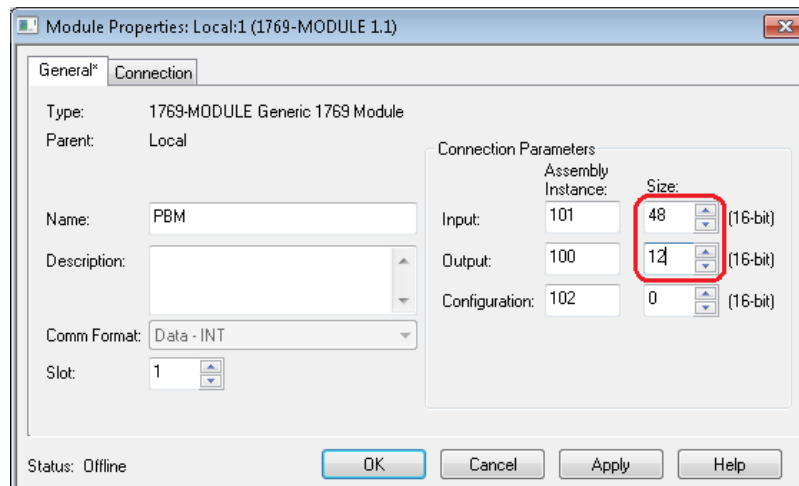 Module Properties: Local:1 (1769-MODULE 1.1)
General* Connection
Type: 1769-MODULE Generic 1769 Module
Parent: Local
Connection Parameters
Assembly Instance: Size:
Name: PBM
Input: 101 48 (16-bit)
Description:
Output: 100 12 (16-bit)
Configuration: 102 0 (16-bit)
Comm Format: Data - INT
Slot: 1
Status: Offline OK Cancel Apply Help